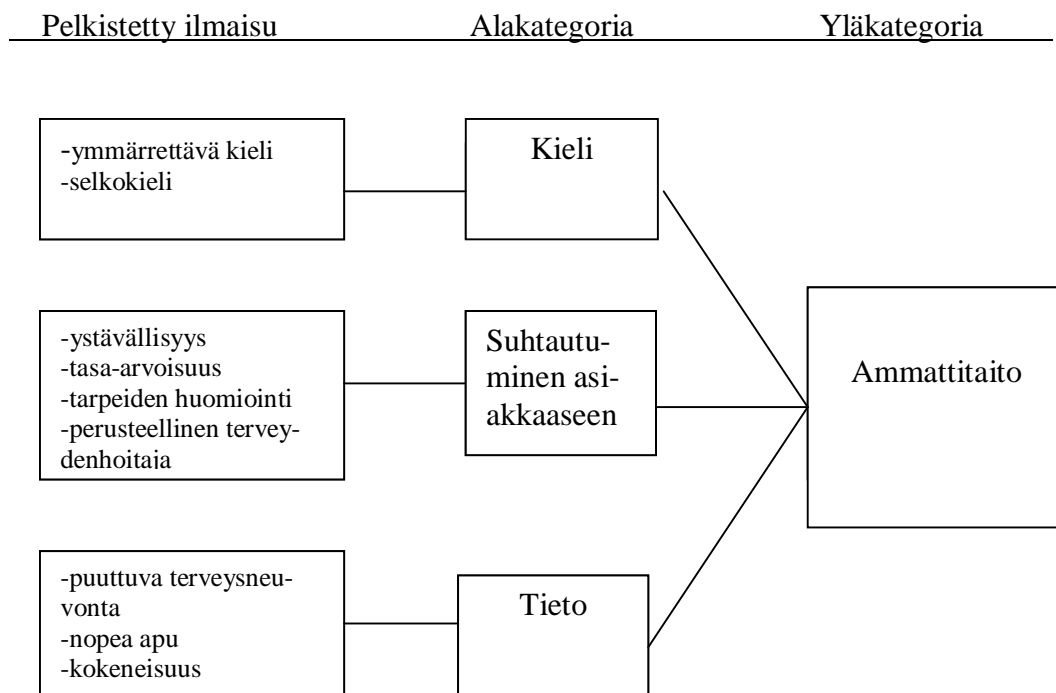 Pelkistetty ilmaisu Alakategoria Yläkategoria
-ymmärrettävä kieli
-selkokieli
Kieli
-ystävällisyys
-tasa-arvoisuus
-tarpeiden huomiointi
-perusteellinen tervey-
denhoitaja
Suhtautu-
minen asi-
akkaaseen
Ammattitaito
-puuttuva terveysneu-
vonta
-nopea apu
-kokeneisuus
Tieto